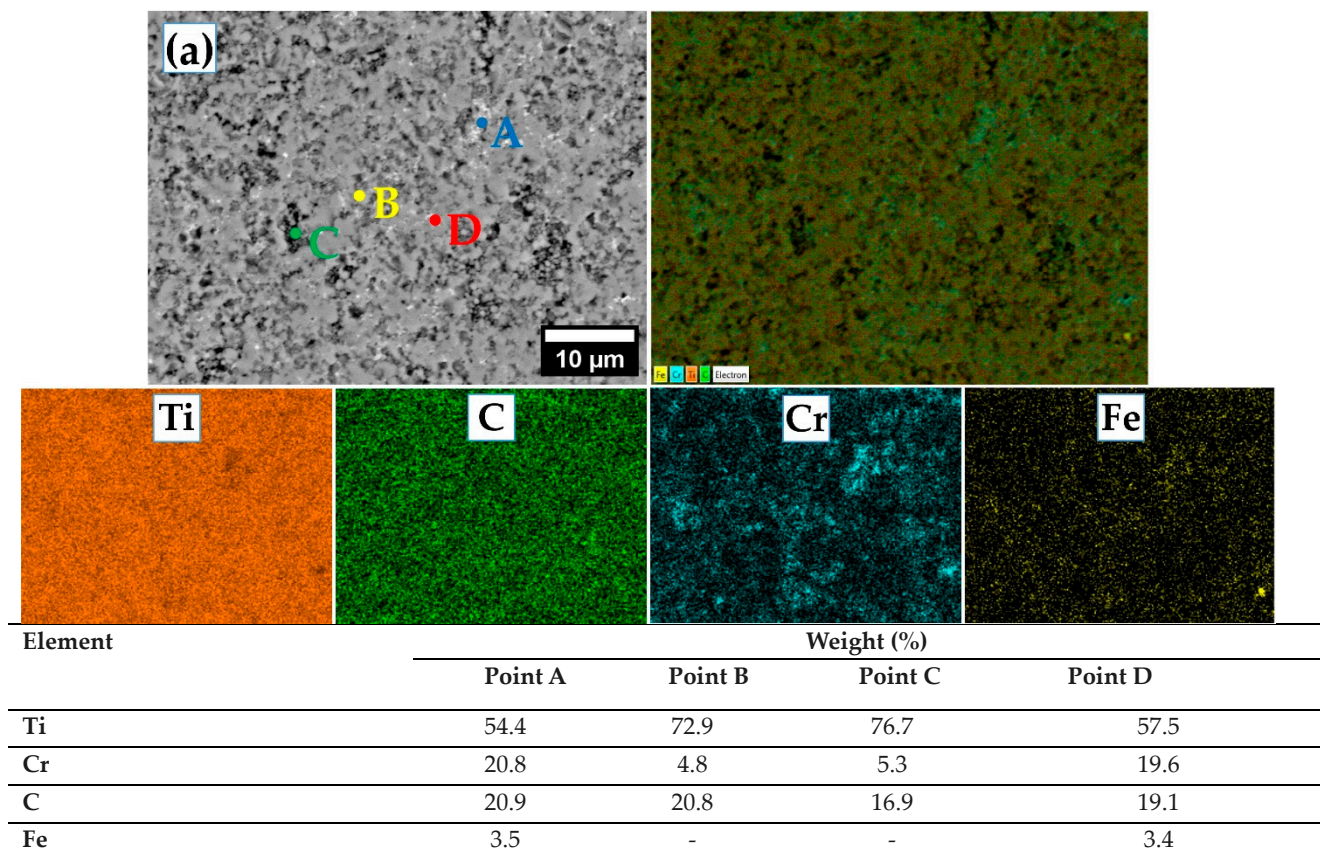 (a)
A
B
D
C
10 µm
Fe Cr Ti C Electron
Ti C Cr Fe
Element Weight (%)
Point A Point B Point C Point D
Ti 54.4 72.9 76.7 57.5
Cr 20.8 4.8 5.3 19.6
C 20.9 20.8 16.9 19.1
Fe 3.5 - - 3.4